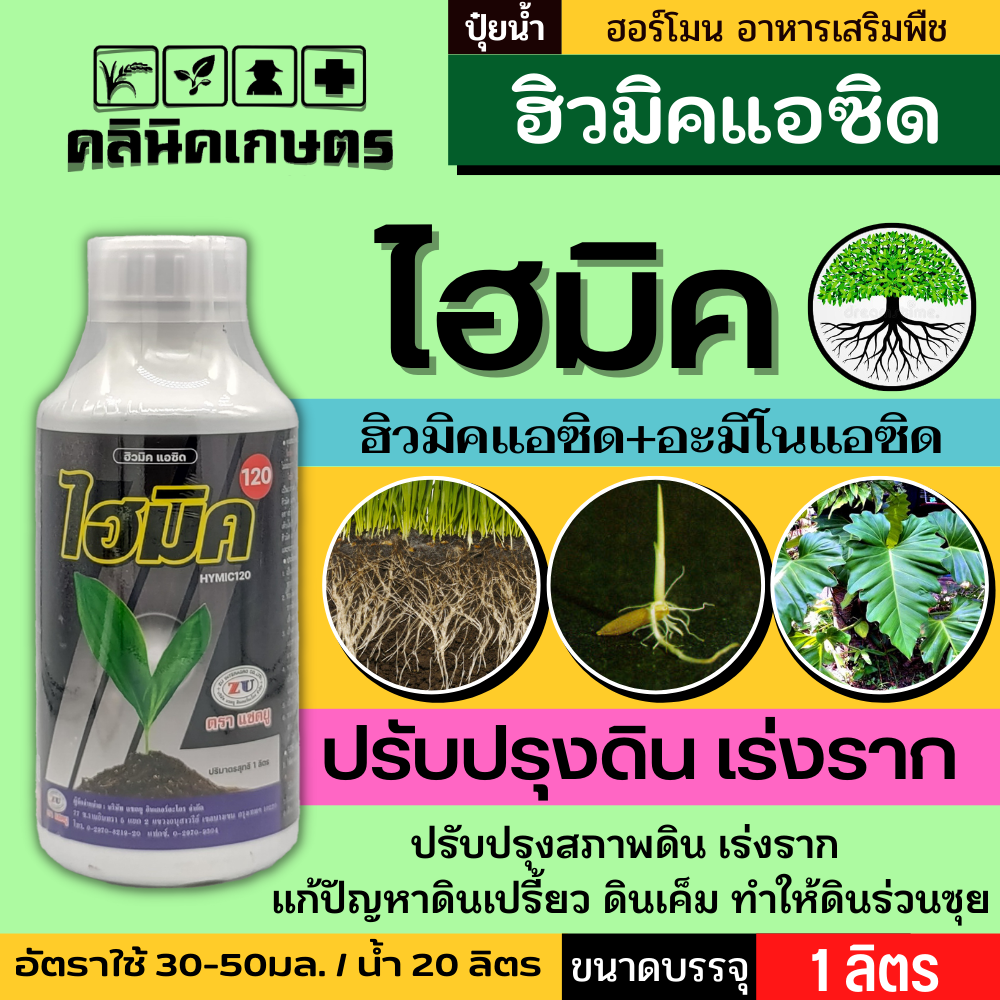 คลินิคเกษตร
ปุ๋ยน้ำ
ฮอร์โมน อาหารเสริมพืช
ฮิวมิคแอซิด
ไฮมิค
ฮิวมิคแอซิด+อะมิโนแอซิด
ฮิวมิค แอซิด
120
ไฮมิค
HYMIC120
ZU
ตรา แซดยู
ปริมาตรสุทธิ 1 ลิตร
ปรับปรุงดิน เร่งราก
ปรับปรุงสภาพดิน เร่งราก
แก้ปัญหาดินเปรี้ยว ดินเค็ม ทำให้ดินร่วนซุย
อัตราใช้ 30-50มล. / น้ำ 20 ลิตร
ขนาดบรรจุ
1 ลิตร